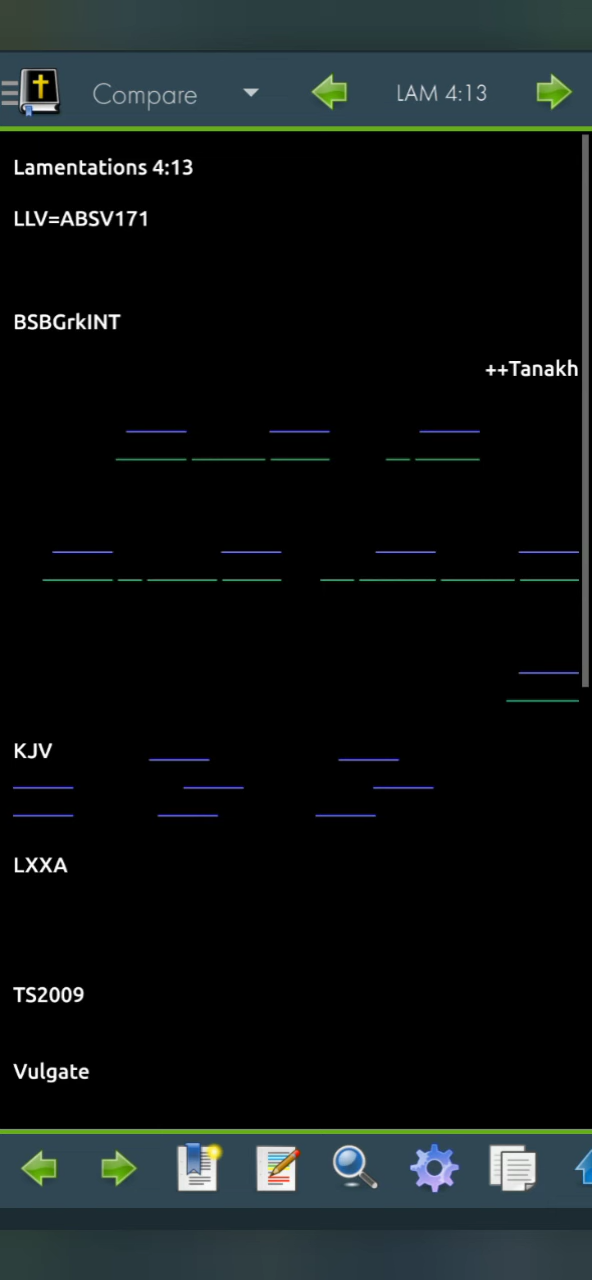 Compare
LAM 4:13
Lamentations 4:13
LLV=ABSV171
BSBGrkINT
++Tanakh
KJV
LXXA
TS2009
Vulgate